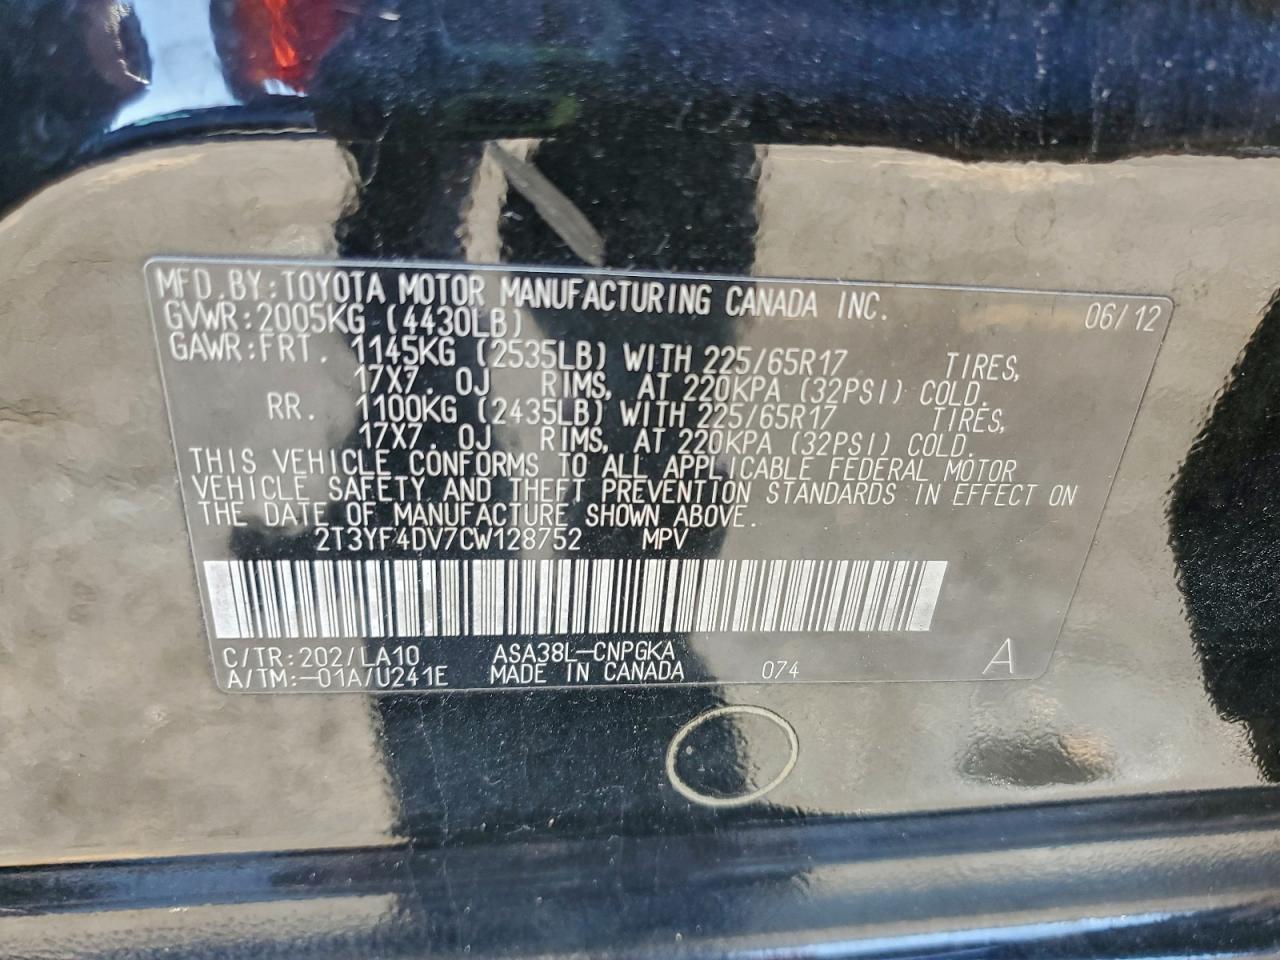 MFD.BY:TOYOTA MOTOR MANUFACTURING CANADA INC. 06/12
GVWR:2005KG (4430LB)
GAWR:FRT. 1145KG (2535LB) WITH 225/65R17 TIRES,
17X7.0J RIMS, AT 220KPA (32PSI) COLD.
RR. 1100KG (2435LB) WITH 225/65R17 TIRES,
17X7.0J RIMS, AT 220KPA (32PSI) COLD.
THIS VEHICLE CONFORMS TO ALL APPLICABLE FEDERAL MOTOR
VEHICLE SAFETY AND THEFT PREVENTION STANDARDS IN EFFECT ON
THE DATE OF MANUFACTURE SHOWN ABOVE.
2T3YF4DV7CW128752 MPV
C/TR:202/LA10 ASA38L-CNPGKA
A/TM:-01A/U241E MADE IN CANADA 074 A